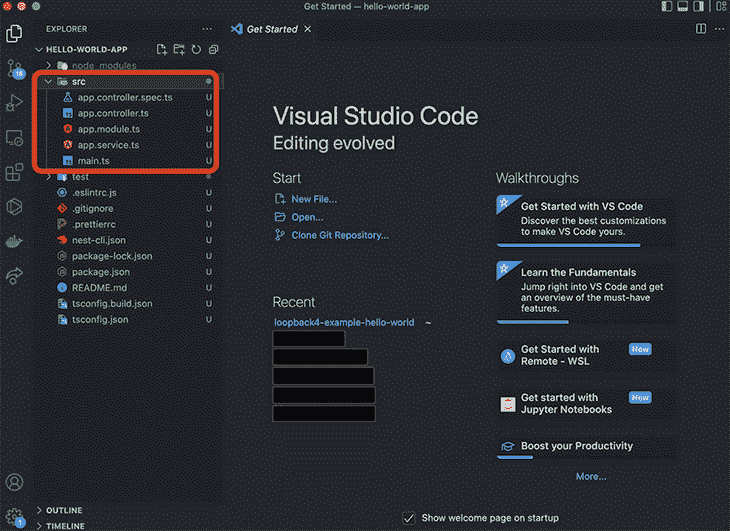 Get Started — hello-world-app
EXPLORER
Get Started
HELLO-WORLD-APP
node_modules
src
app.controller.spec.ts U
app.controller.ts U
app.module.ts U
app.service.ts U
main.ts U
test
.eslintrc.js U
.gitignore U
.prettierrc U
nest-cli.json U
package-lock.json U
package.json U
README.md U
tsconfig.build.json U
tsconfig.json U
OUTLINE
TIMELINE
18
1
Visual Studio Code
Editing evolved
Start
New File...
Open...
Clone Git Repository...
Recent
loopback4-example-hello-world ~
Walkthroughs
Get Started with VS Code
Discover the best customizations
to make VS Code yours.
Learn the Fundamentals
Jump right into VS Code and get
an overview of the must-have
features.
Get Started with New
Remote - WSL
Get started with New
Jupyter Notebooks
Boost your Productivity
More...
Show welcome page on startup